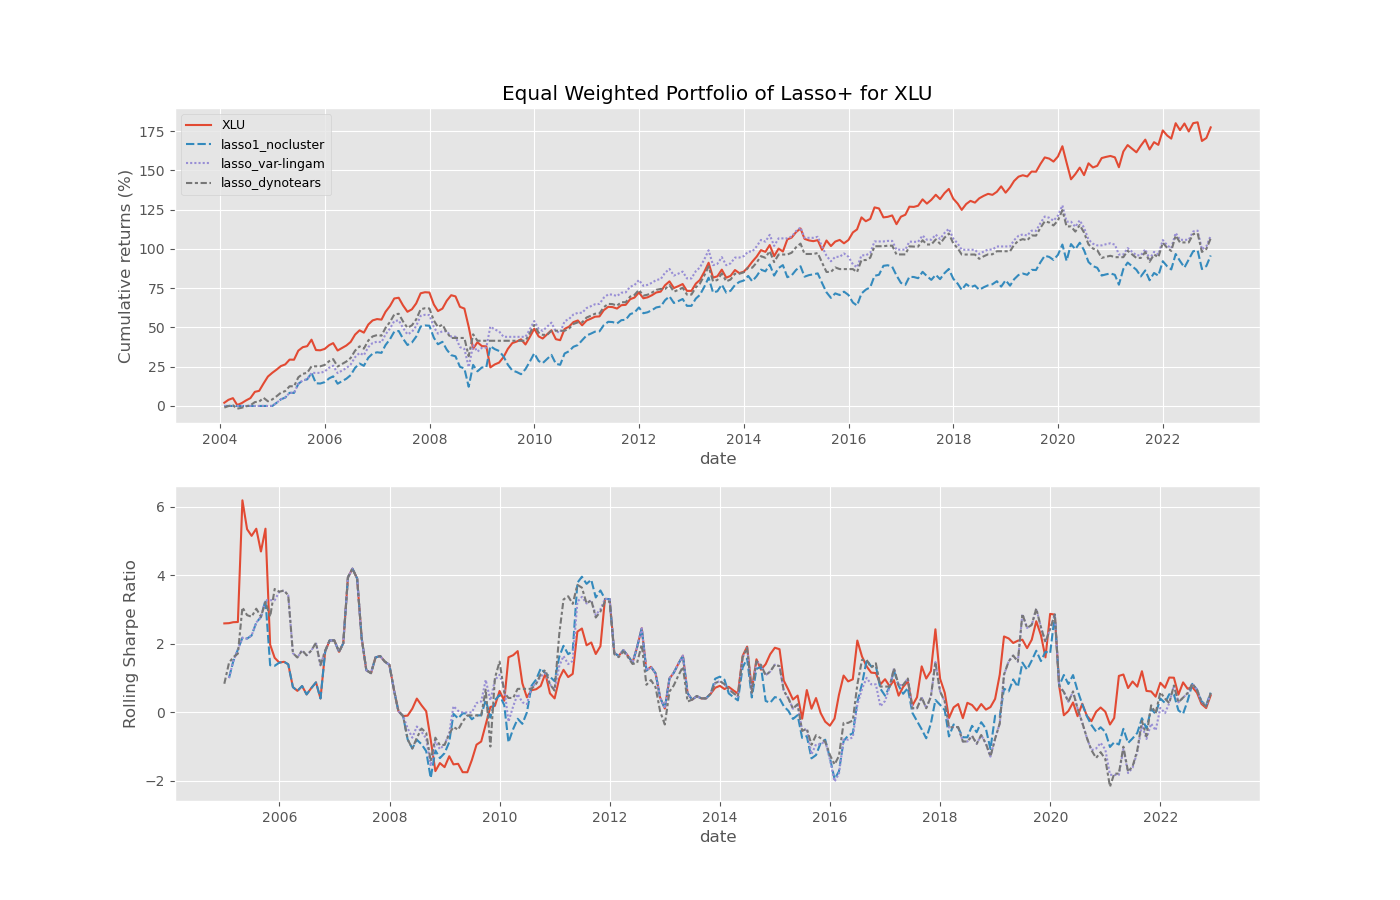 Equal Weighted Portfolio of Lasso+ for XLU
XLU
lasso1_nocluster
lasso_var-lingam
lasso_dynotears
Cumulative returns (%)
175
150
125
100
75
50
25
0
2004 2006 2008 2010 2012 2014 2016 2018 2020 2022
date
Rolling Sharpe Ratio
6
4
2
0
−2
2006 2008 2010 2012 2014 2016 2018 2020 2022
date